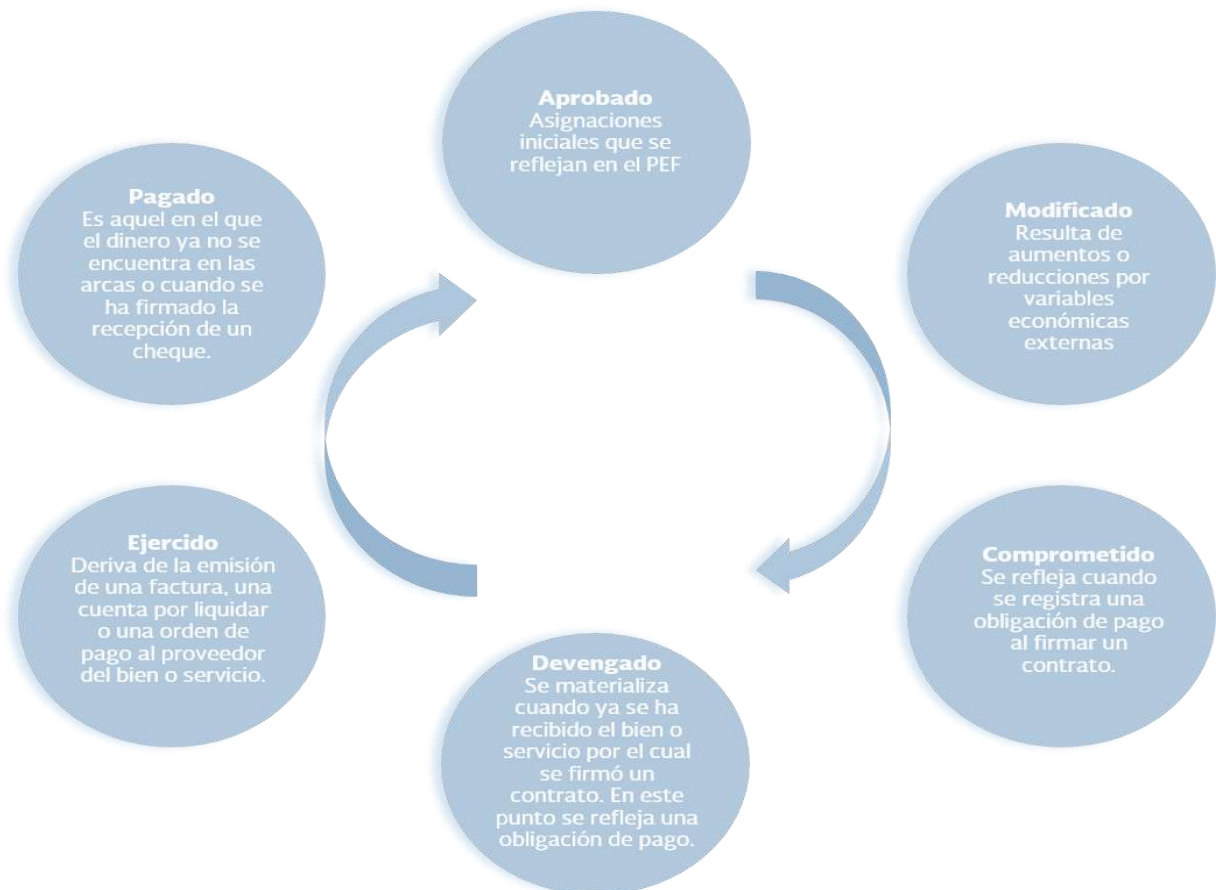 Aprobado
Asignaciones
iniciales que se
reflejan en el PEF
Modificado
Resulta de
aumentos o
reducciones por
variables
económicas
externas
Comprometido
Se refleja cuando
se registra una
obligación de pago
al firmar un
contrato.
Devengado
Se materializa
cuando ya se ha
recibido el bien o
servicio por el cual
se firmó un
contrato. En este
punto se refleja una
obligación de pago.
Ejercido
Deriva de la emisión
de una factura, una
cuenta por liquidar
o una orden de
pago al proveedor
del bien o servicio.
Pagado
Es aquel en el que
el dinero ya no se
encuentra en las
arcas o cuando se
ha firmado la
recepción de un
cheque.